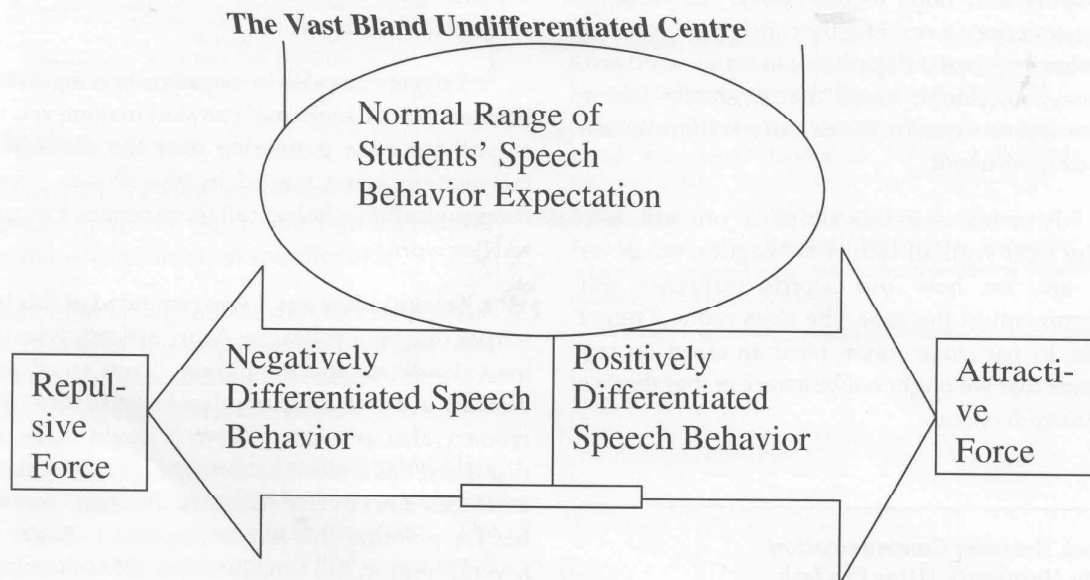 The Vast Bland Undifferentiated Centre
Normal Range of
Students' Speech
Behavior Expectation
Repul-
sive
Force
Negatively
Differentiated Speech
Behavior
Positively
Differentiated
Speech Behavior
Attracti-
ve
Force